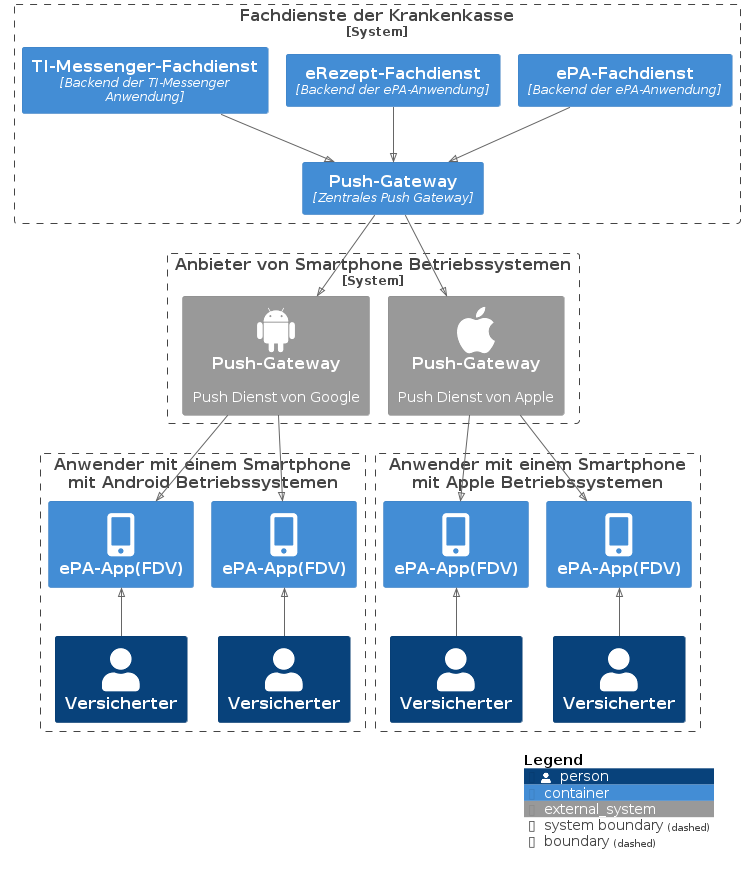 Fachdienste der Krankenkasse
[System]
TI-Messenger-Fachdienst
[Backend der TI-Messenger
Anwendung]
eRezept-Fachdienst
[Backend der ePA-Anwendung]
ePA-Fachdienst
[Backend der ePA-Anwendung]
Push-Gateway
[Zentrales Push Gateway]
Anbieter von Smartphone Betriebssystemen
[System]
Push-Gateway
Push Dienst von Google
Push-Gateway
Push Dienst von Apple
Anwender mit einem Smartphone
mit Android Betriebssystemen
Anwender mit einem Smartphone
mit Apple Betriebssystemen
ePA-App(FDV)
ePA-App(FDV)
ePA-App(FDV)
ePA-App(FDV)
Versicherter
Versicherter
Versicherter
Versicherter
Legend
person
container
external_system
system boundary (dashed)
boundary (dashed)